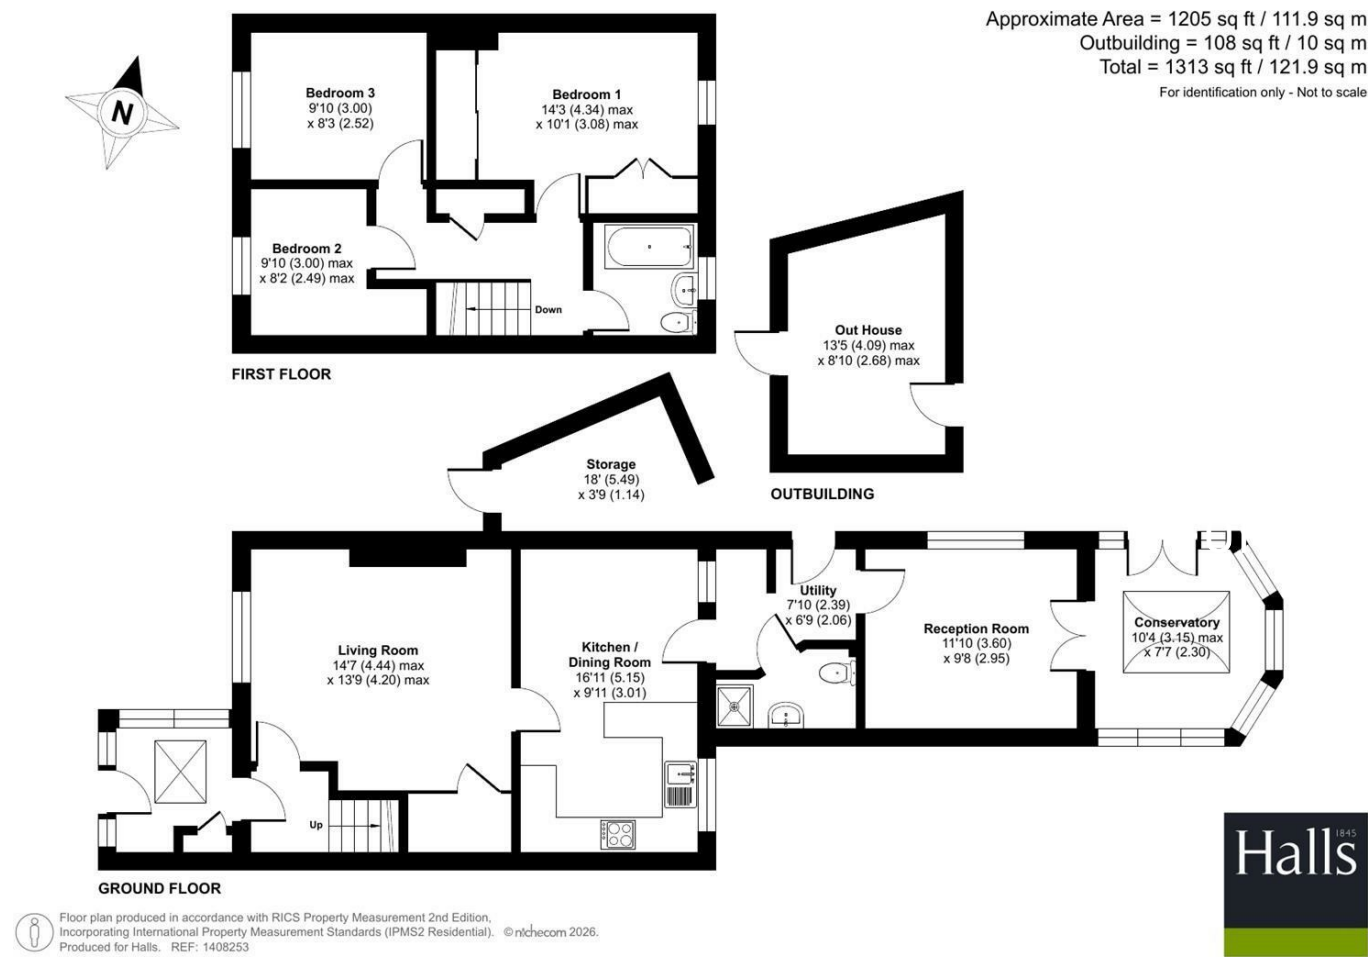 Approximate Area = 1205 sq ft / 111.9 sq m
Outbuilding = 108 sq ft / 10 sq m
Total = 1313 sq ft / 121.9 sq m
For identification only - Not to scale
N
Bedroom 3
9'10 (3.00)
x 8'3 (2.52)
Bedroom 1
14'3 (4.34) max
x 10'1 (3.08) max
Bedroom 2
9'10 (3.00) max
x 8'2 (2.49) max
Down
FIRST FLOOR
Out House
13'5 (4.09) max
x 8'10 (2.68) max
OUTBUILDING
Storage
18' (5.49)
x 3'9 (1.14)
Living Room
14'7 (4.44) max
x 13'9 (4.20) max
Kitchen /
Dining Room
16'11 (5.15)
x 9'11 (3.01)
Utility
7'10 (2.39)
x 6'9 (2.06)
Reception Room
11'10 (3.60)
x 9'8 (2.95)
Conservatory
10'4 (3.15) max
x 7'7 (2.30)
Up
GROUND FLOOR
Halls
1845
Floor plan produced in accordance with RICS Property Measurement 2nd Edition,
Incorporating International Property Measurement Standards (IPMS2 Residential). © nichecom 2026.
Produced for Halls. REF: 1408253